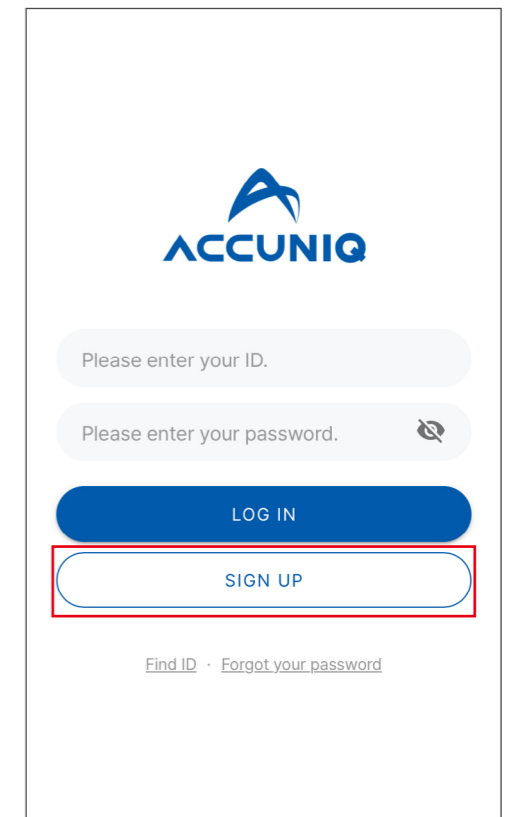 ACCUNIQ
Please enter your ID.
Please enter your password.
LOG IN
SIGN UP
Find ID · Forgot your password